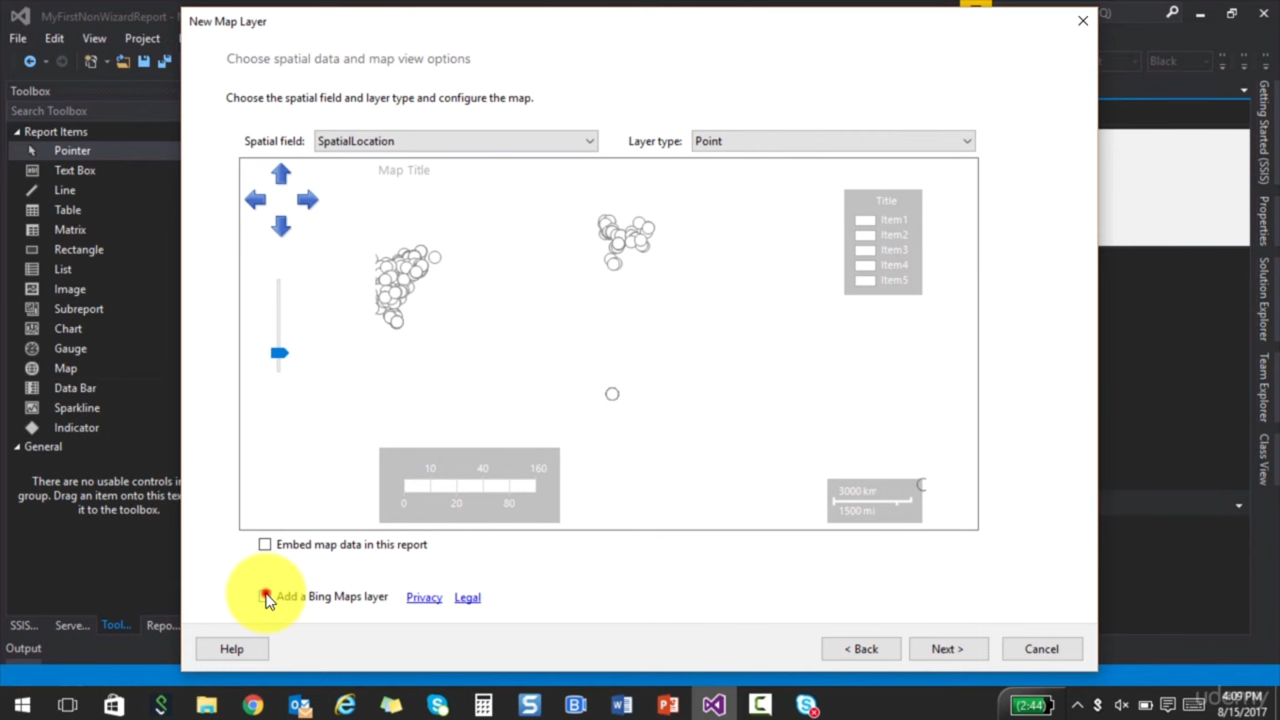 MyFirstNonWizardReport - M
New Map Layer
File Edit View Project
Black
Choose spatial data and map view options
Toolbox
Search Toolbox
Report Items
Pointer
Text Box
Line
Table
Matrix
Rectangle
List
Image
Subreport
Chart
Gauge
Map
Data Bar
Sparkline
Indicator
General
There are no usable controls in
group. Drag an item onto this tex
it to the toolbox.
Choose the spatial field and layer type and configure the map.
Spatial field: SpatialLocation Layer type: Point
Map Title
Title
Item1
Item2
Item3
Item4
Item5
10 40 160
0 20 80
3000 km
1500 mi
Embed map data in this report
Add a Bing Maps layer Privacy Legal
Help < Back Next > Cancel
Getting Started (SSIS)
Properties
Solution Explorer
Team Explorer
Class View
SSIS... Serve... Tool... Repo...
Output
(2:44)
4:09 PM
8/15/2017
udemy